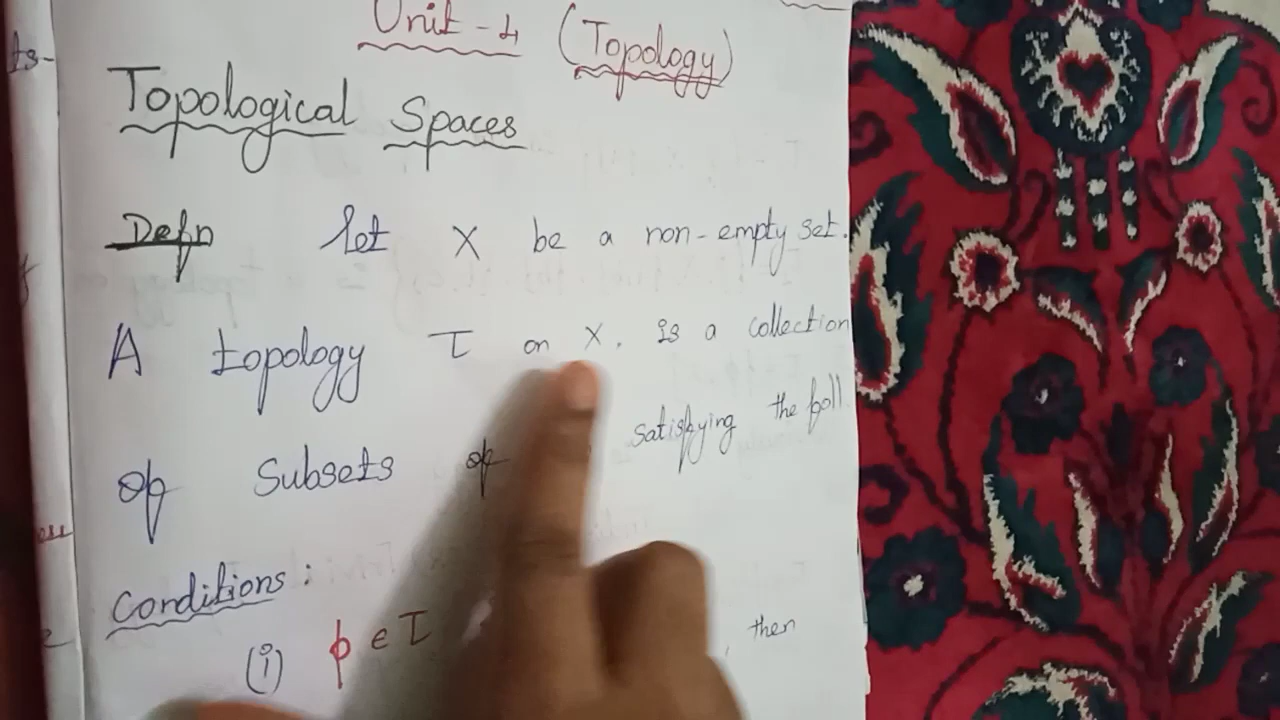 Unit - 4 (Topology)
Topological Spaces
Defn Let X be a non-empty set.
A topology τ on X. is a collection
of Subsets of satisfying the foll.
Conditions:
(i) ϕ ∈ τ , then